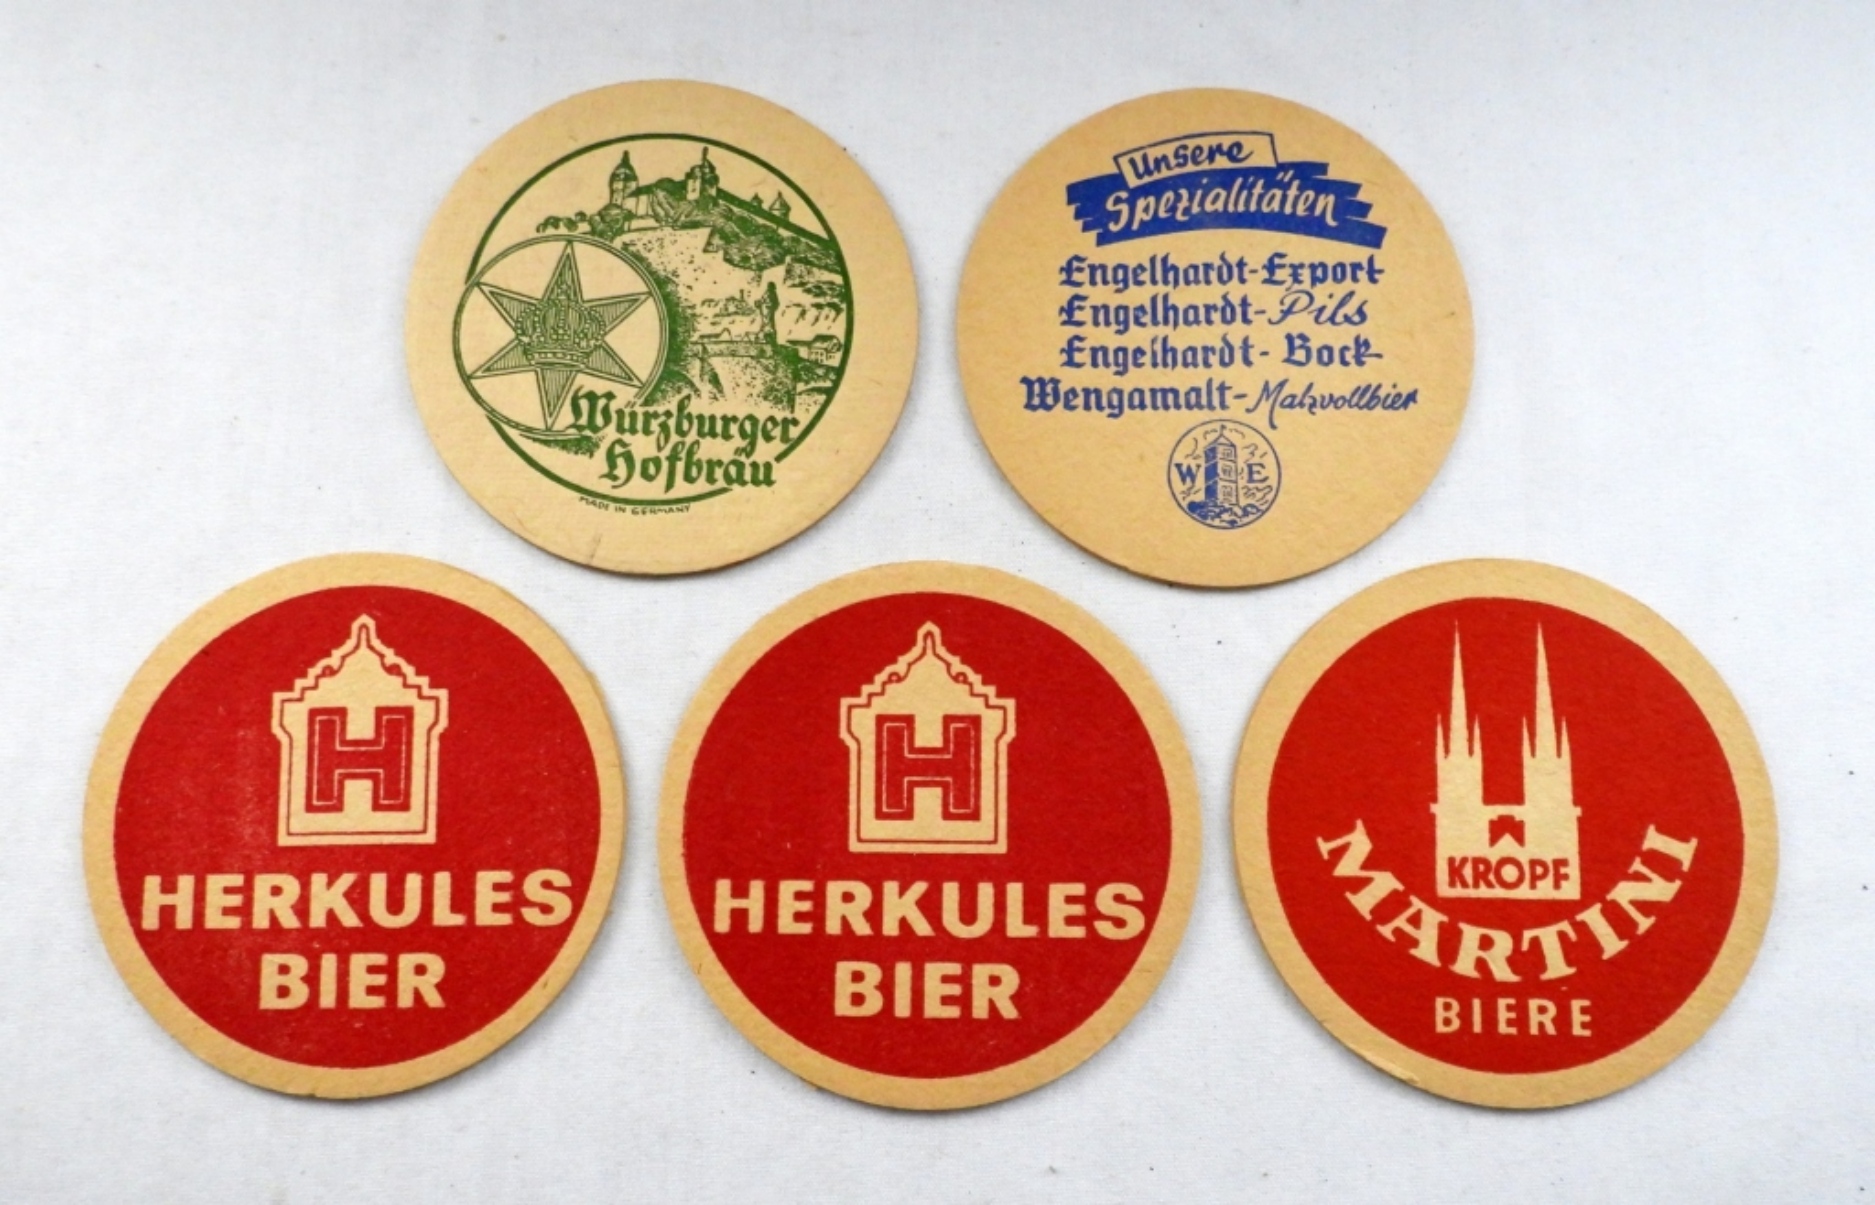 Würzburger
Hofbräu
MADE IN GERMANY
Unsere
Spezialitäten
Engelhardt-Export
Engelhardt-Pils
Engelhardt-Bock
Wengamalt-Malzvollbier
W E
H
HERKULES
BIER
H
HERKULES
BIER
KROPF
MARTINI
BIERE